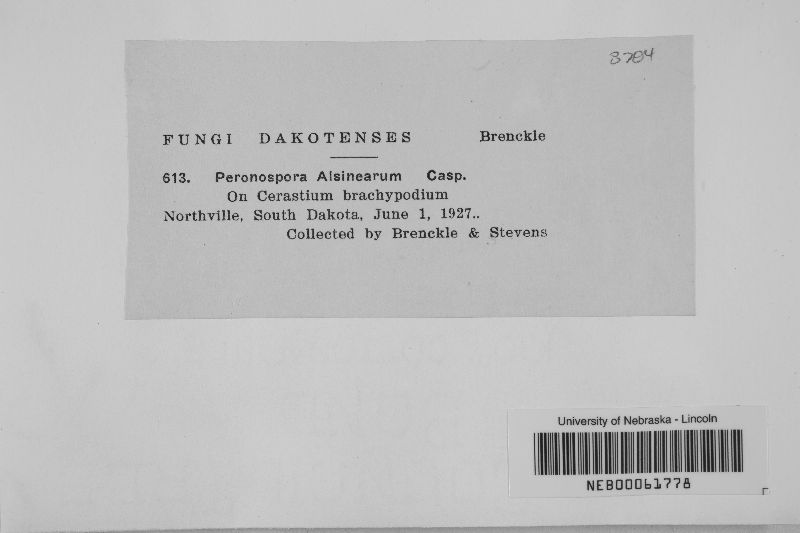 3704
FUNGI DAKOTENSES Brenckle
613. Peronospora Alsinearum Casp.
On Cerastium brachypodium
Northville, South Dakota, June 1, 1927..
Collected by Brenckle & Stevens
University of Nebraska - Lincoln
NEB00061778